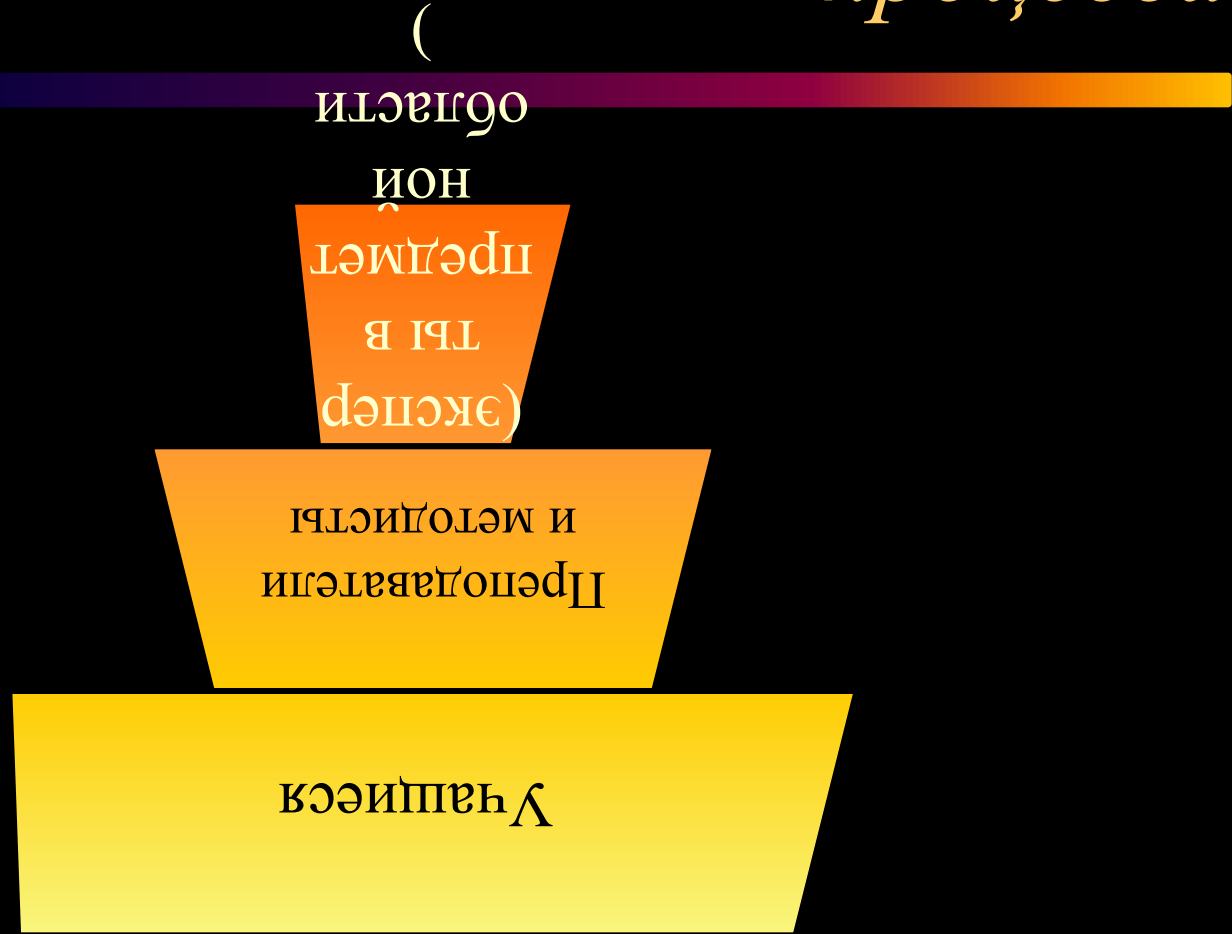 Учащиеся
Преподаватели
и методисты
(экспер
ты в
предмет
ной
области
)